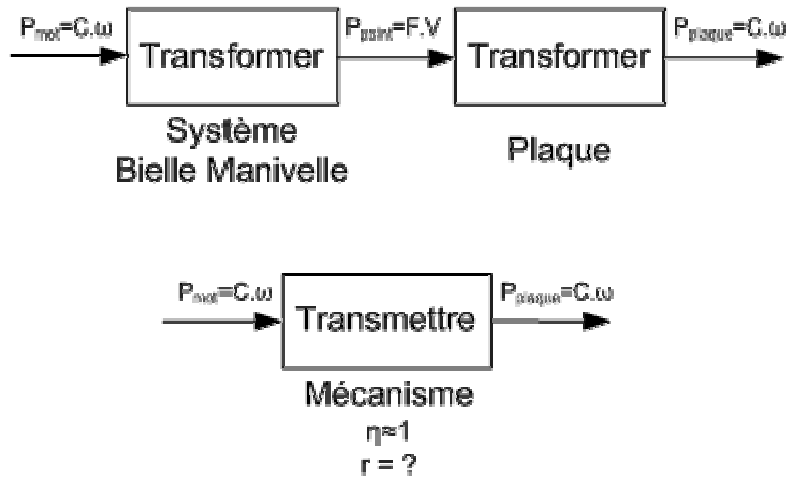 Pmot=C.ω
Transformer
Ppoint=F.V
Transformer
Pplaque=C.ω
Système
Bielle Manivelle
Plaque
Pmot=C.ω
Transmettre
Pplaque=C.ω
Mécanisme
η≈1
r = ?